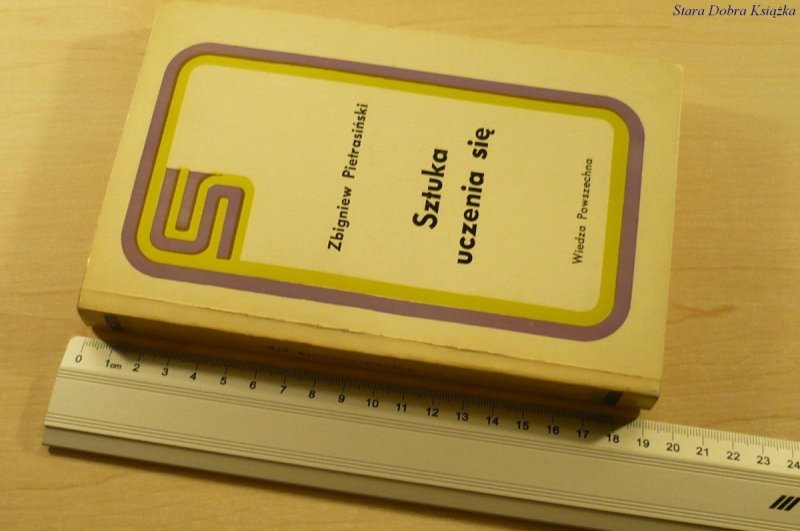 Stara Dobra Książka
Zbigniew Pietrasiński
Sztuka
uczenia się
Wiedza Powszechna
0 1cm 2 3 4 5 6 7 8 9 10 11 12 13 14 15 16 17 18 19 20 21 22 23 24